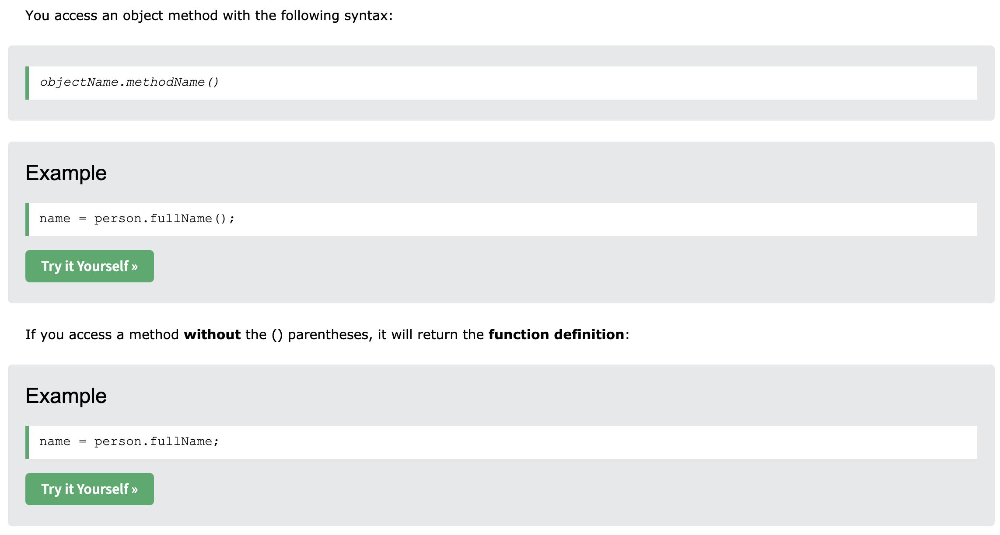 You access an object method with the following syntax:
objectName.methodName()
Example
name = person.fullName();
Try it Yourself »
If you access a method without the () parentheses, it will return the function definition:
Example
name = person.fullName;
Try it Yourself »